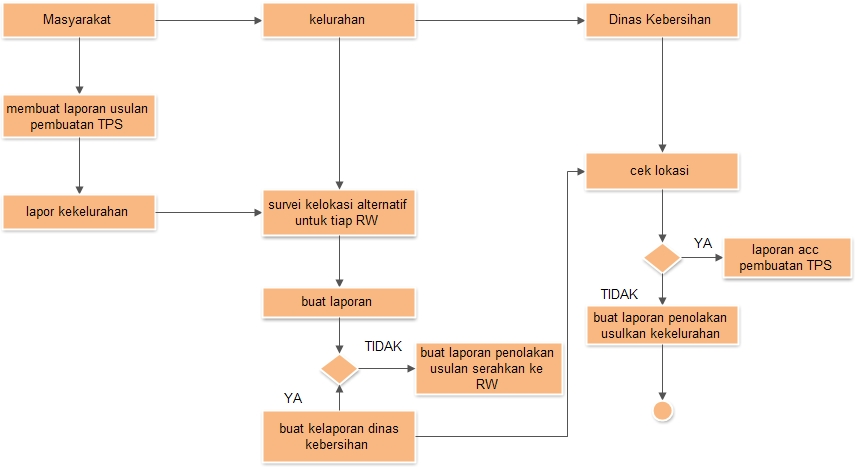 Masyarakat
kelurahan
Dinas Kebersihan
membuat laporan usulan
pembuatan TPS
cek lokasi
lapor kekelurahan
survei kelokasi alternatif
untuk tiap RW
YA
laporan acc
pembuatan TPS
TIDAK
buat laporan
buat laporan penolakan
usulkan kekelurahan
TIDAK
buat laporan penolakan
usulan serahkan ke
RW
YA
buat kelaporan dinas
kebersihan